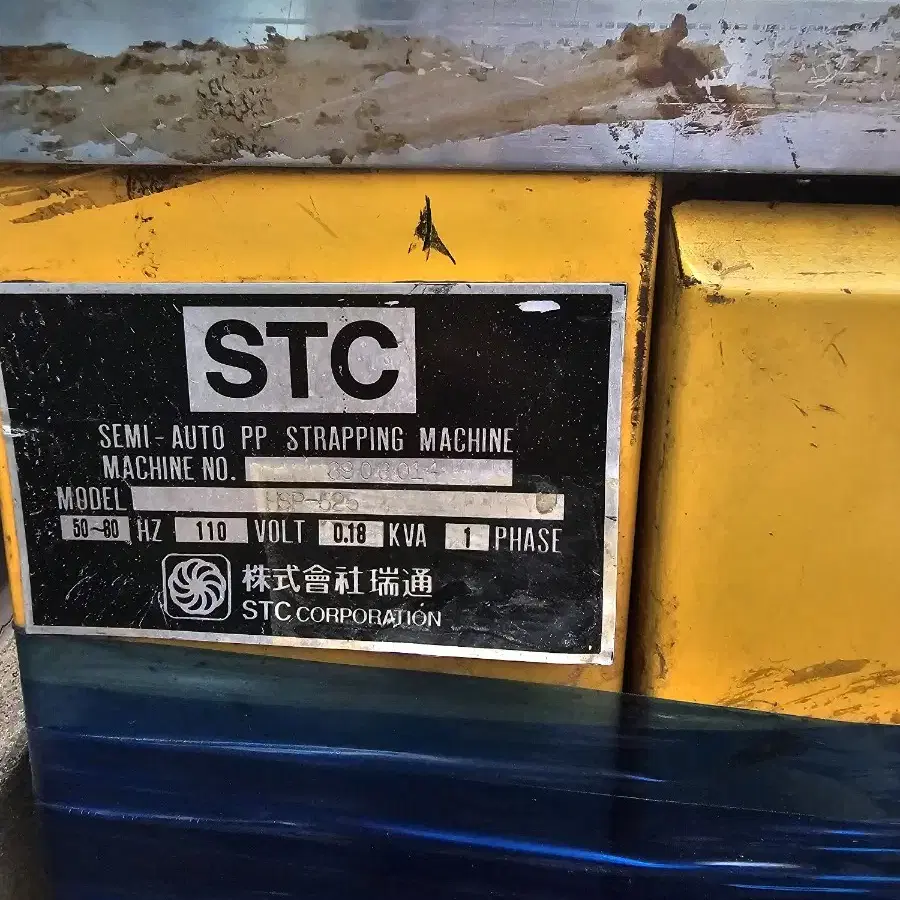 STC
SEMI-AUTO PP STRAPPING MACHINE
MACHINE NO.
MODEL
50~80 HZ 110 VOLT 0.18 KVA 1 PHASE
株式會社瑞通
STC CORPORATION